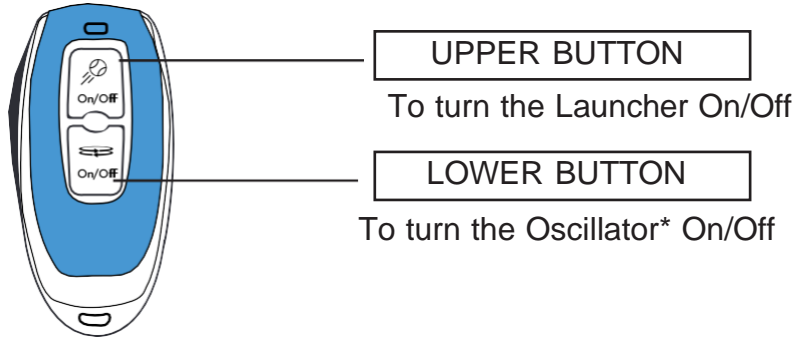 UPPER BUTTON
On/Off
To turn the Launcher On/Off
LOWER BUTTON
On/Off
To turn the Oscillator* On/Off